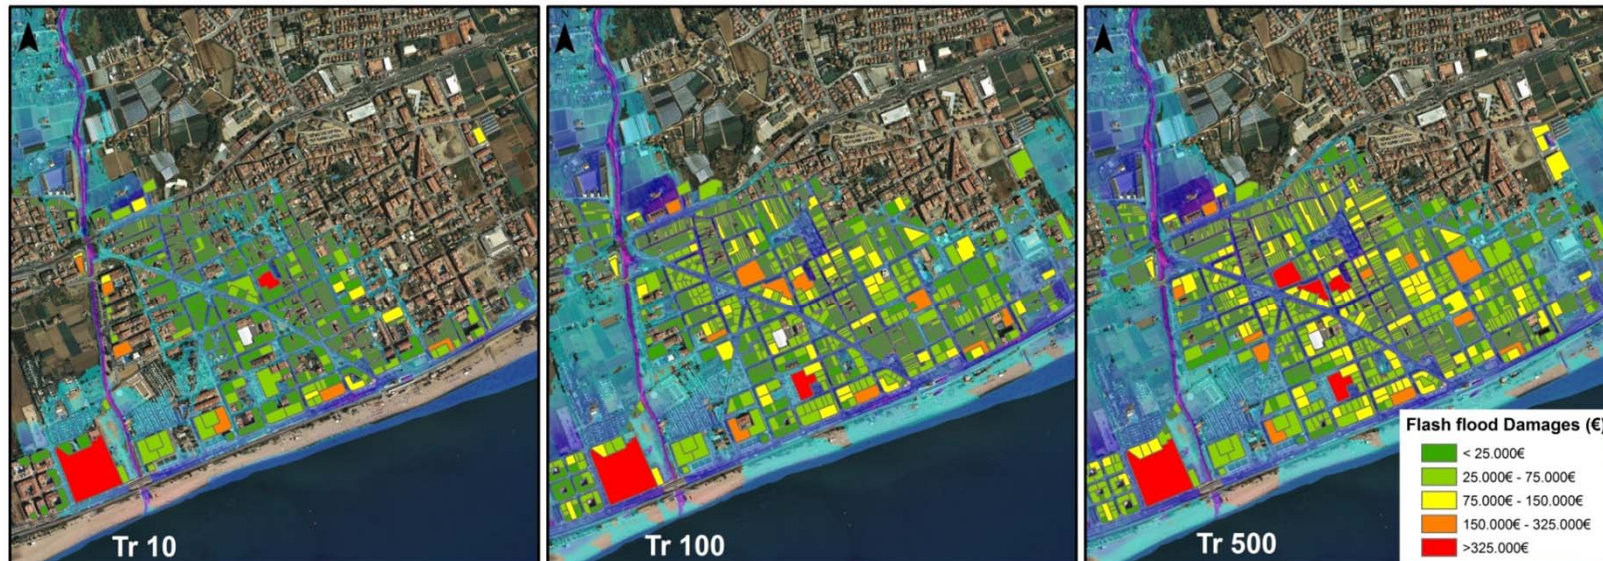 N
N
N
Tr 10
Tr 100
Tr 500
Flash flood Damages (€)
< 25.000€
25.000€ - 75.000€
75.000€ - 150.000€
150.000€ - 325.000€
>325.000€